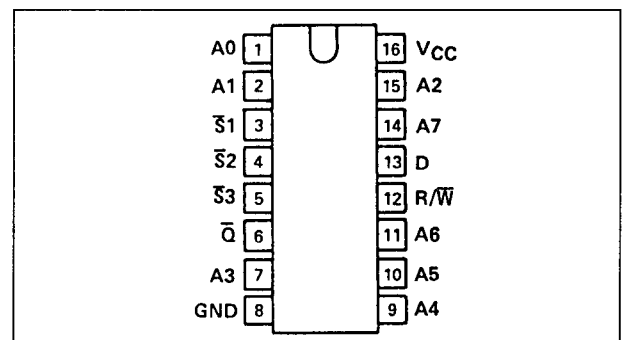 A0 1 16 VCC
A1 2 15 A2
S̅1 3 14 A7
S̅2 4 13 D
S̅3 5 12 R/W̅
Q̅ 6 11 A6
A3 7 10 A5
GND 8 9 A4